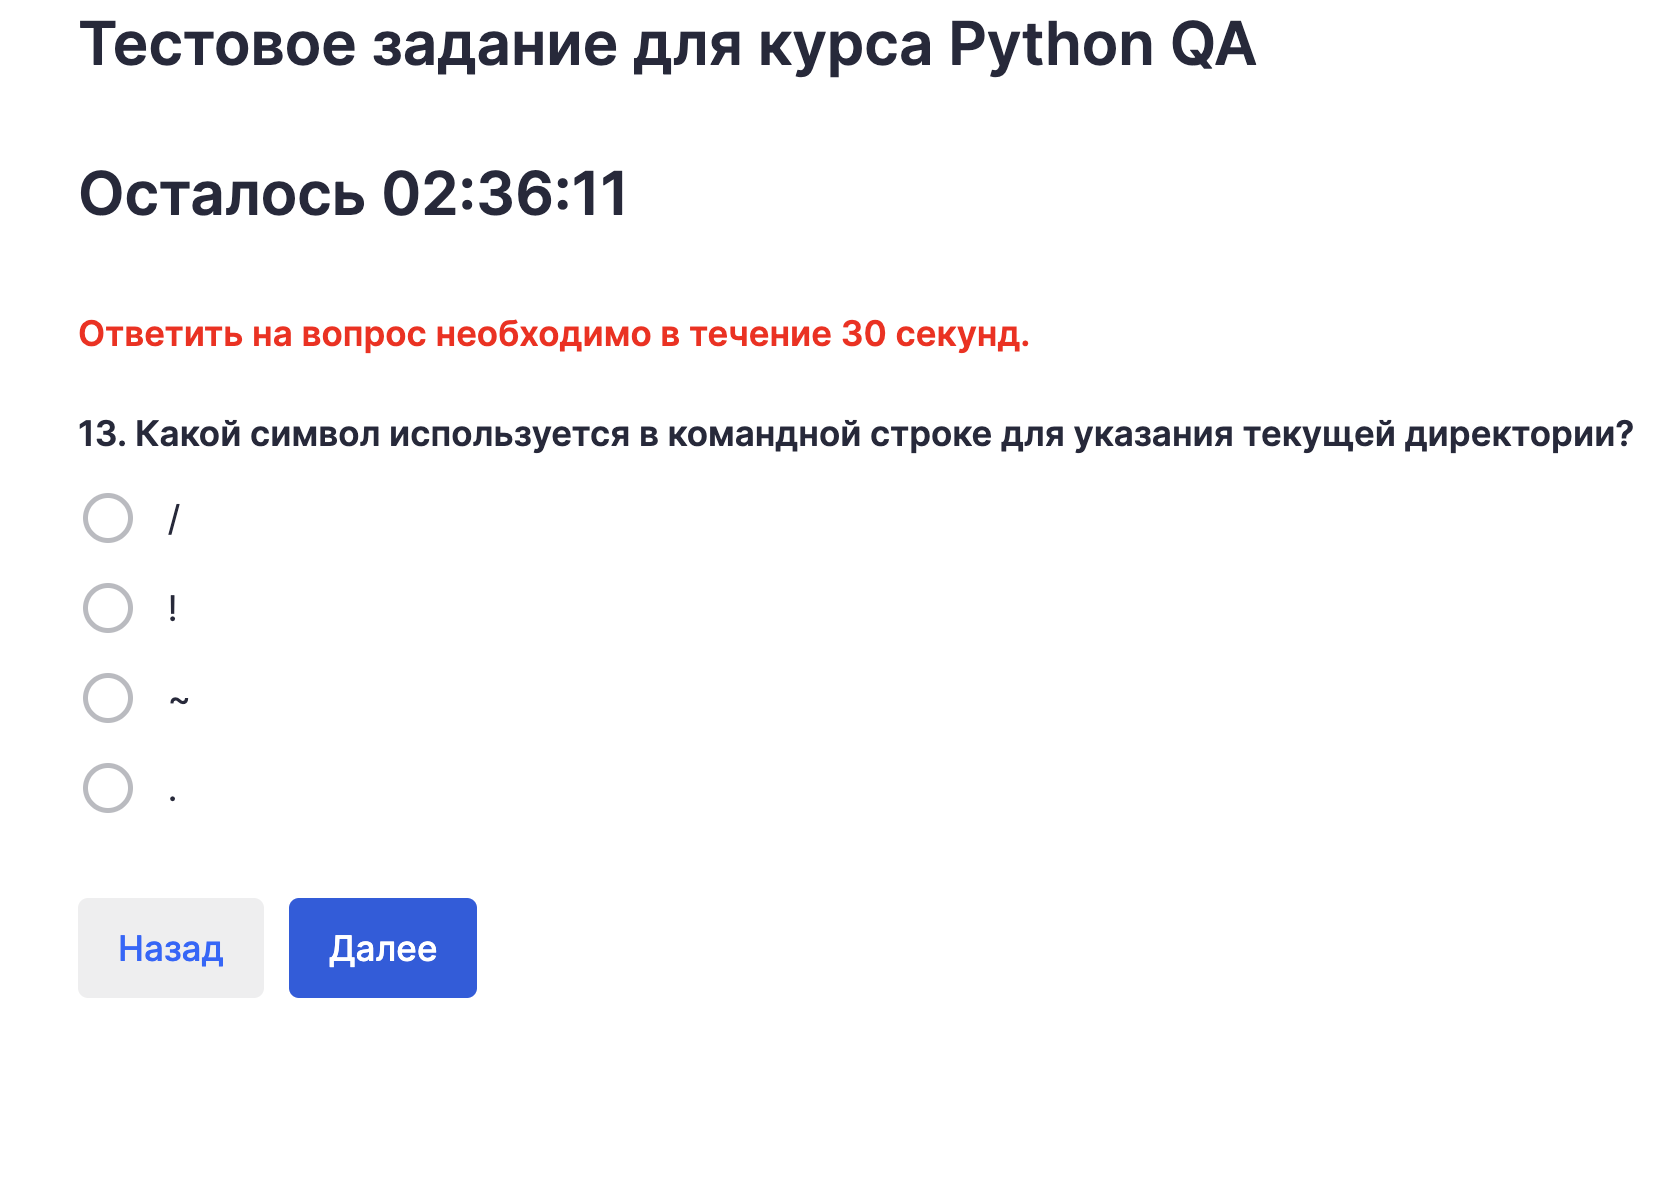 Тестовое задание для курса Python QA
Осталось 02:36:11
Ответить на вопрос необходимо в течение 30 секунд.
13. Какой символ используется в командной строке для указания текущей директории?
/
!
~
.
Назад
Далее